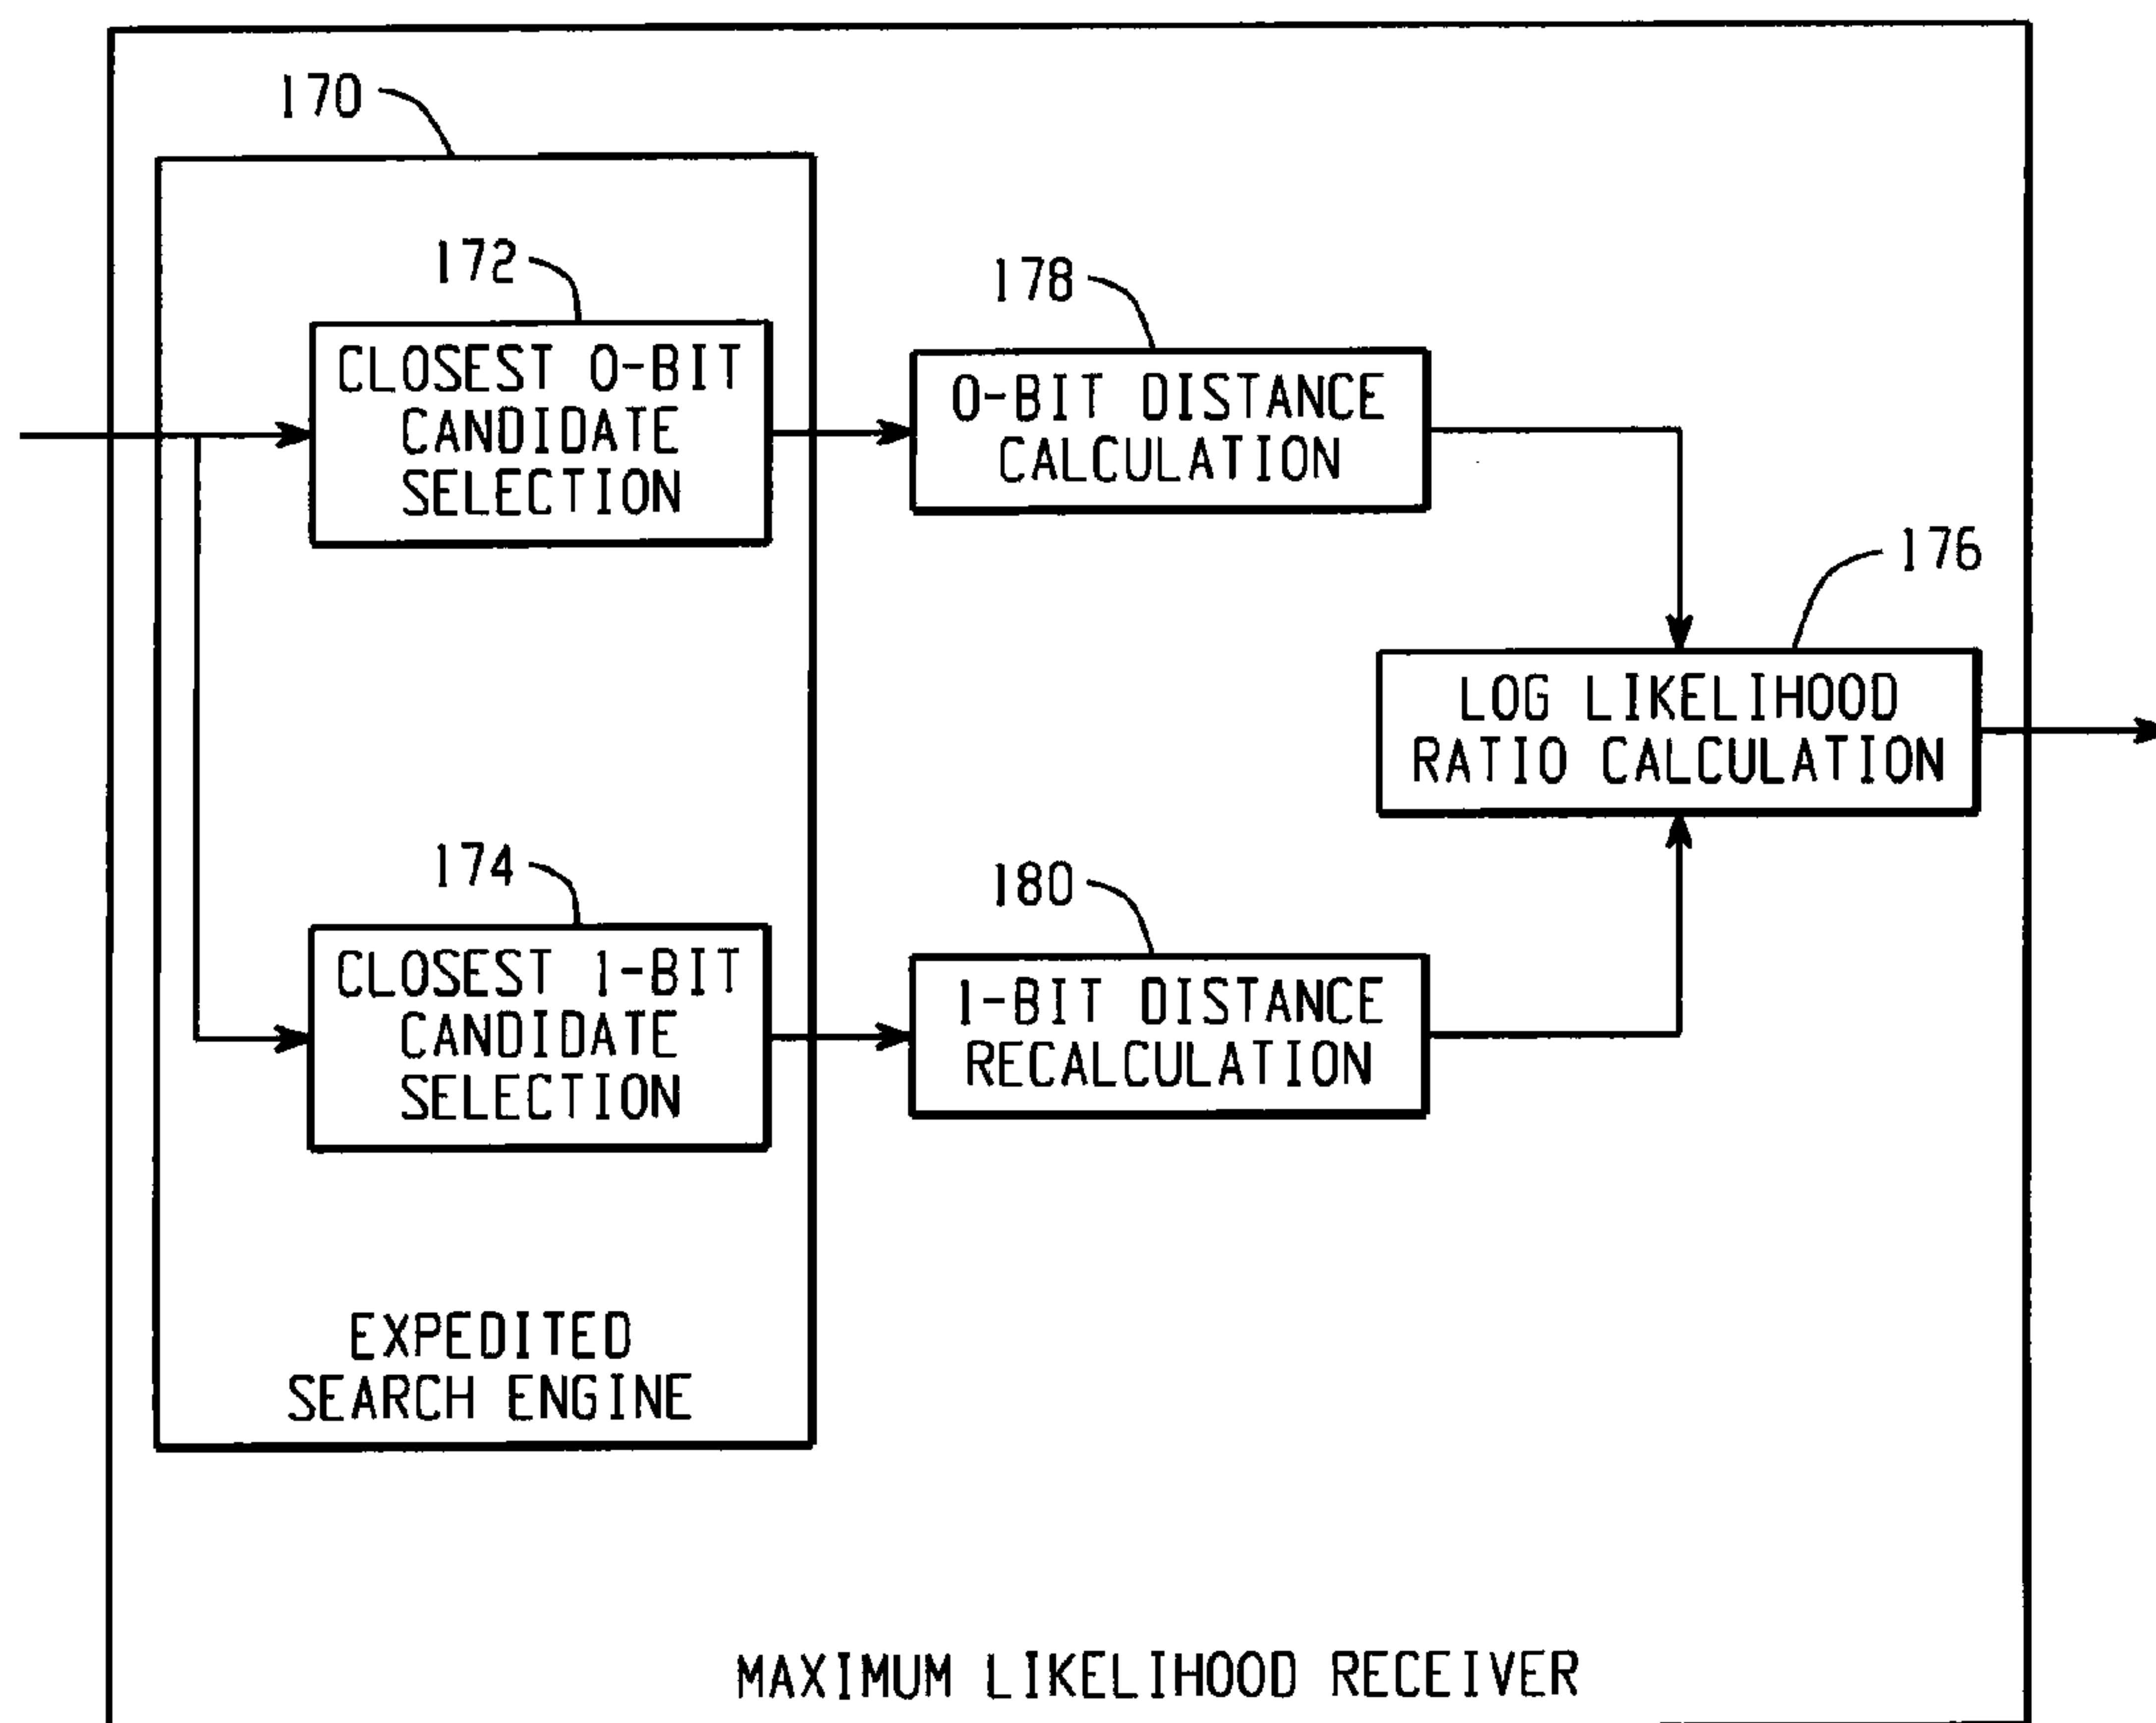 170
172
CLOSEST 0-BIT
CANDIDATE
SELECTION
178
0-BIT DISTANCE
CALCULATION
176
LOG LIKELIHOOD
RATIO CALCULATION
174
CLOSEST 1-BIT
CANDIDATE
SELECTION
180
1-BIT DISTANCE
RECALCULATION
EXPEDITED
SEARCH ENGINE
MAXIMUM LIKELIHOOD RECEIVER